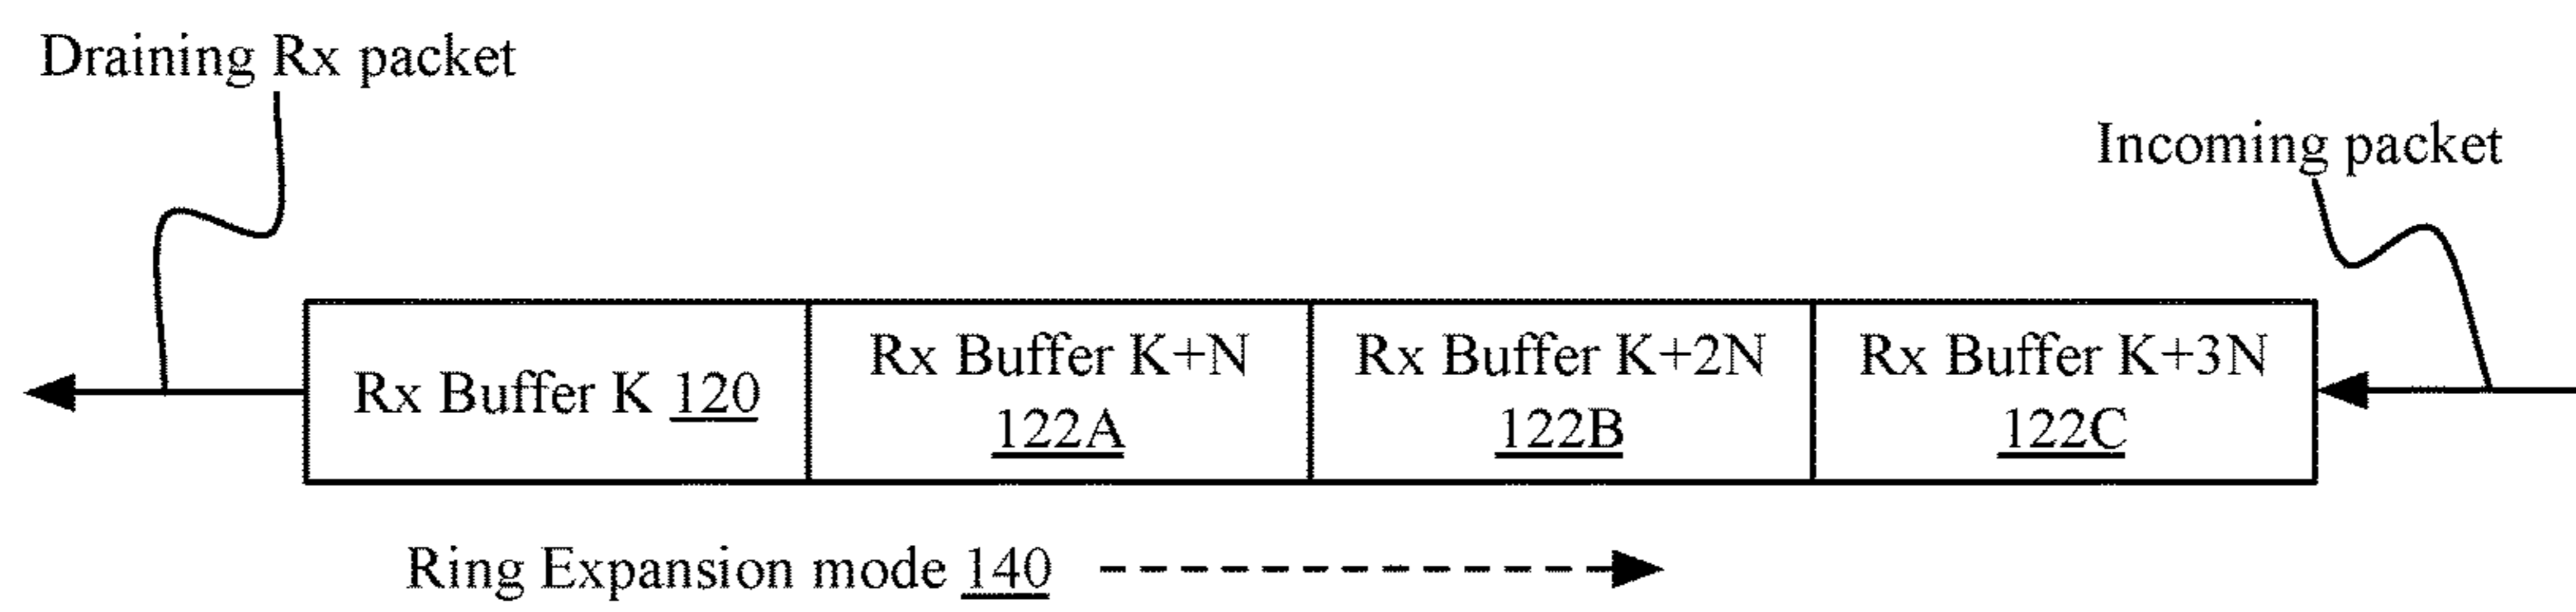 Draining Rx packet
Incoming packet
Rx Buffer K 120
Rx Buffer K+N
122A
Rx Buffer K+2N
122B
Rx Buffer K+3N
122C
Ring Expansion mode 140